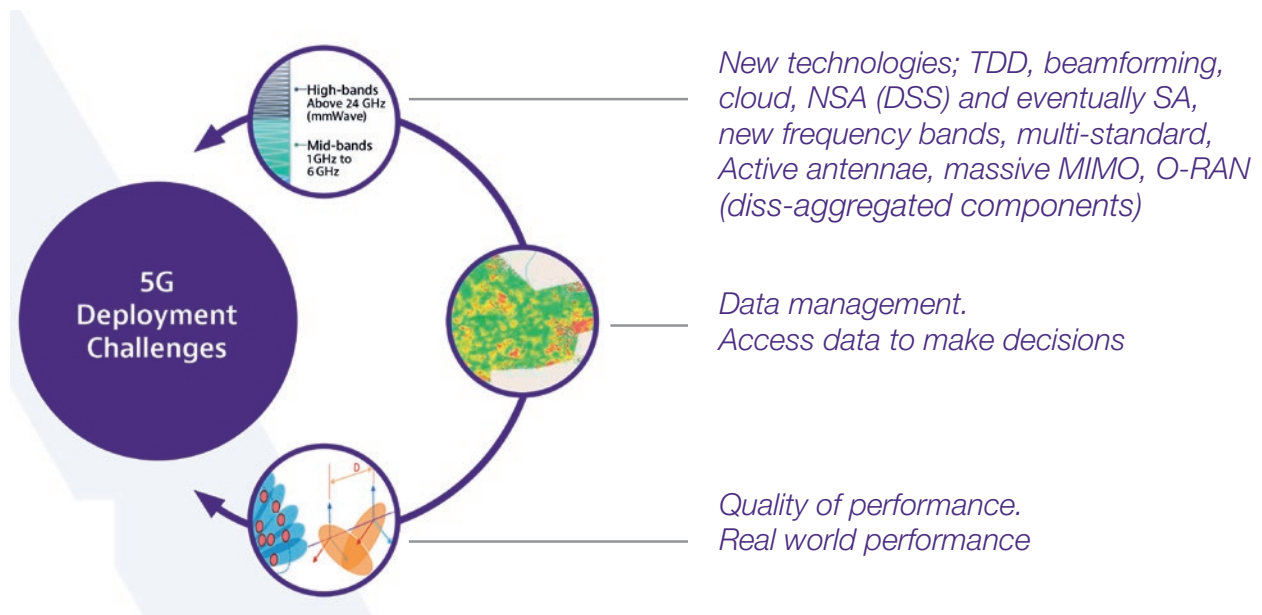 High-bands
Above 24 GHz
(mmWave)
Mid-bands
1GHz to
6 GHz
New technologies; TDD, beamforming,
cloud, NSA (DSS) and eventually SA,
new frequency bands, multi-standard,
Active antennae, massive MIMO, O-RAN
(diss-aggregated components)
5G
Deployment
Challenges
Data management.
Access data to make decisions
D
Quality of performance.
Real world performance